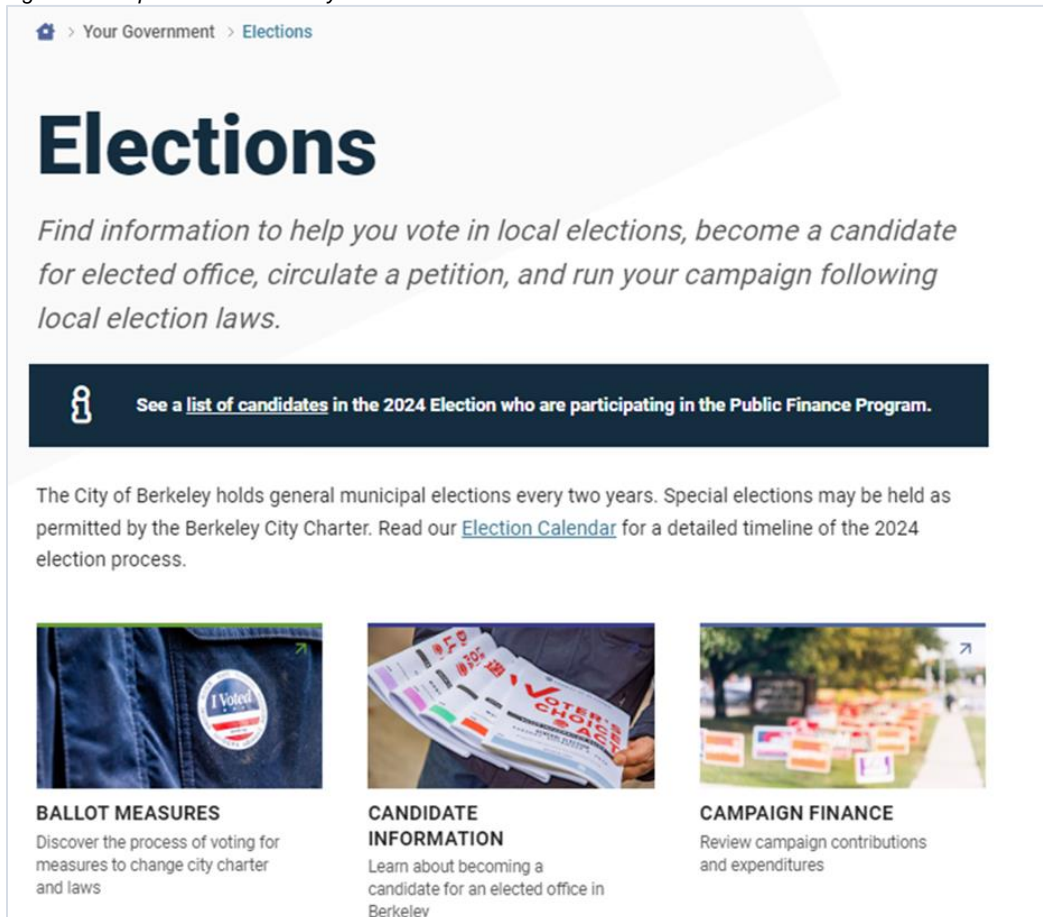 > Your Government > Elections
Elections
Find information to help you vote in local elections, become a candidate
for elected office, circulate a petition, and run your campaign following
local election laws.
See a list of candidates in the 2024 Election who are participating in the Public Finance Program.
The City of Berkeley holds general municipal elections every two years. Special elections may be held as
permitted by the Berkeley City Charter. Read our Election Calendar for a detailed timeline of the 2024
election process.
I Voted
VOTER'S
CHOICE
ACT
BALLOT MEASURES
Discover the process of voting for
measures to change city charter
and laws
CANDIDATE
INFORMATION
Learn about becoming a
candidate for an elected office in
Berkeley
CAMPAIGN FINANCE
Review campaign contributions
and expenditures